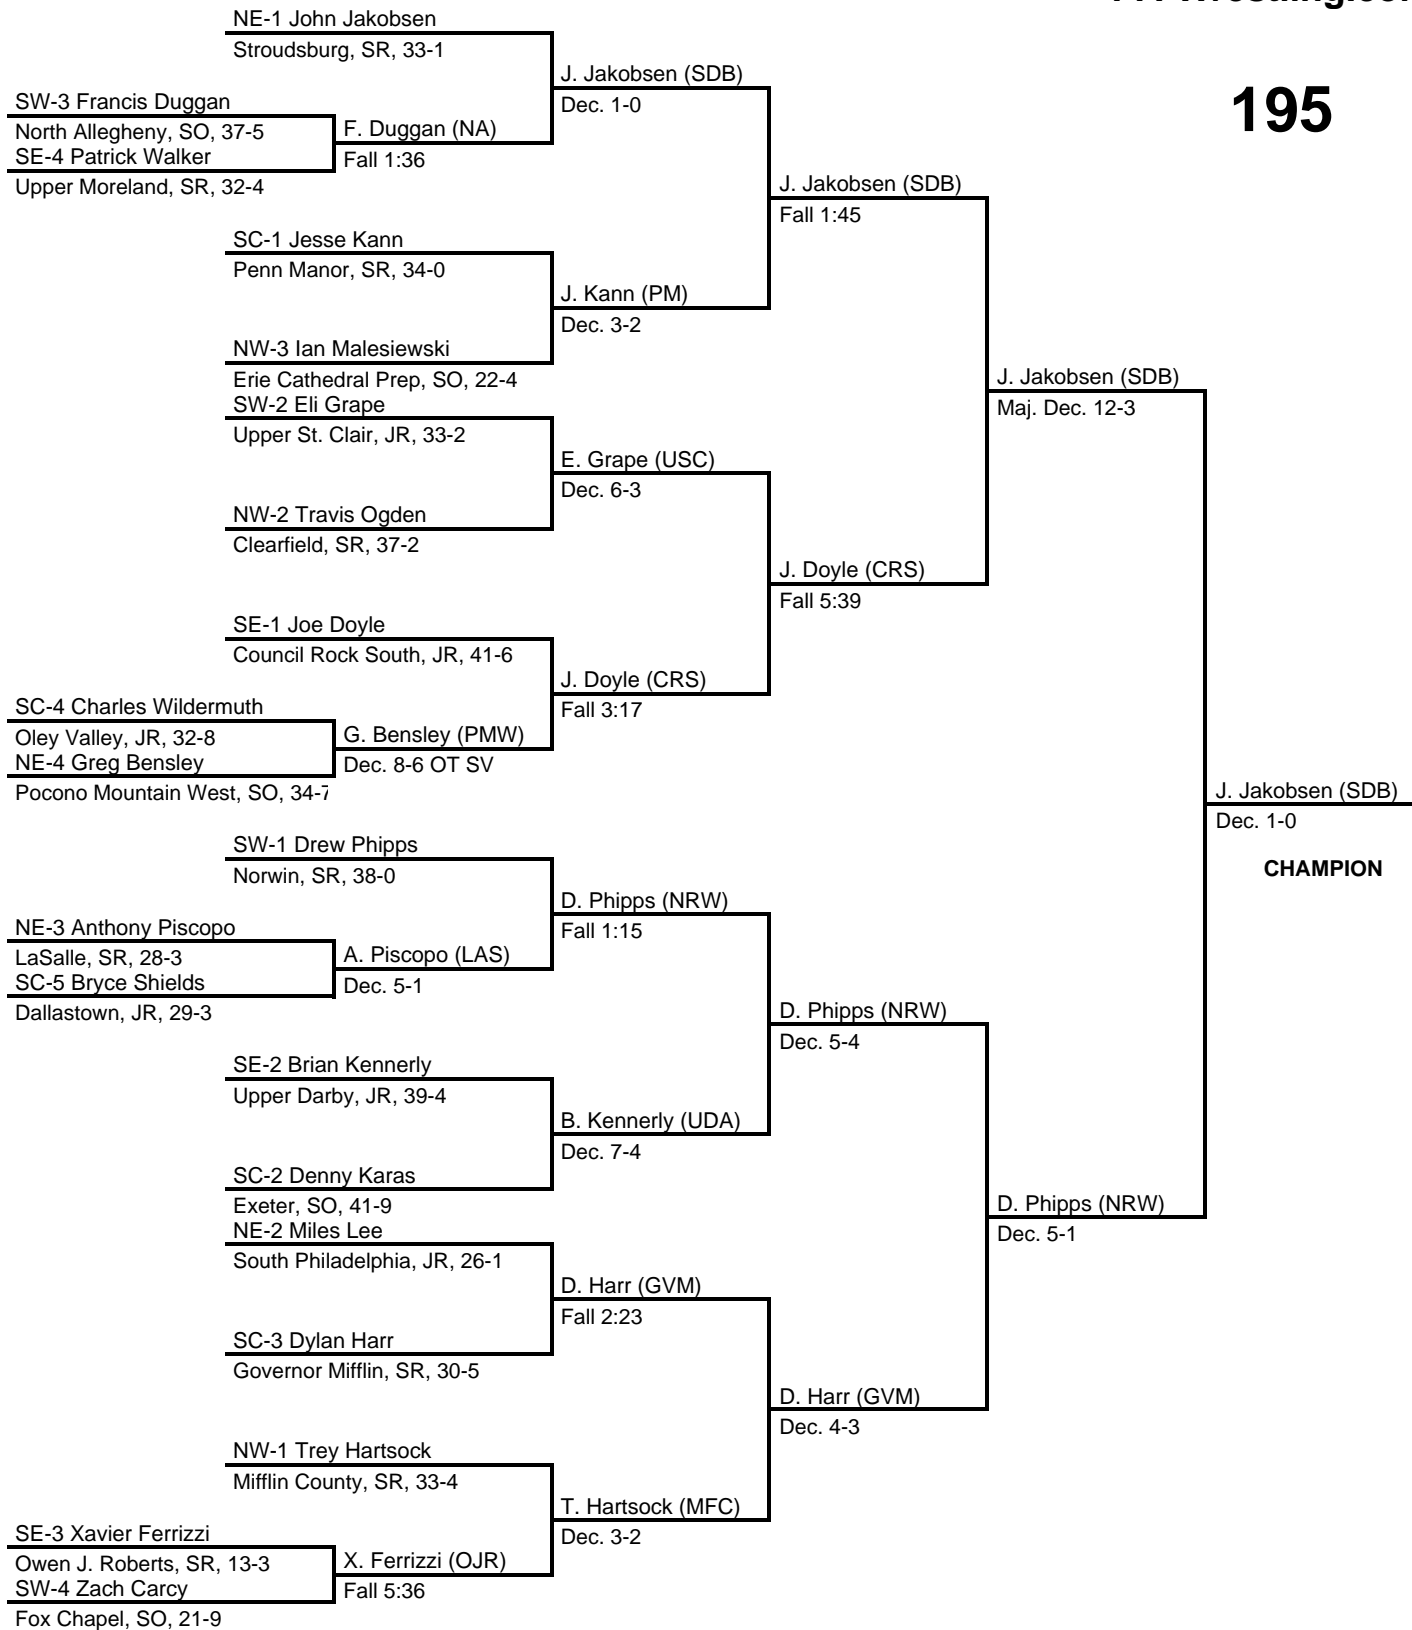 NE-1 John Jakobsen
Stroudsburg, SR, 33-1
J. Jakobsen (SDB)
Dec. 1-0
195
SW-3 Francis Duggan
North Allegheny, SO, 37-5
F. Duggan (NA)
SE-4 Patrick Walker
Fall 1:36
Upper Moreland, SR, 32-4
J. Jakobsen (SDB)
Fall 1:45
SC-1 Jesse Kann
Penn Manor, SR, 34-0
J. Kann (PM)
Dec. 3-2
NW-3 Ian Malesiewski
Erie Cathedral Prep, SO, 22-4
J. Jakobsen (SDB)
Maj. Dec. 12-3
SW-2 Eli Grape
Upper St. Clair, JR, 33-2
E. Grape (USC)
Dec. 6-3
NW-2 Travis Ogden
Clearfield, SR, 37-2
J. Doyle (CRS)
Fall 5:39
SE-1 Joe Doyle
Council Rock South, JR, 41-6
J. Doyle (CRS)
Fall 3:17
SC-4 Charles Wildermuth
Oley Valley, JR, 32-8
G. Bensley (PMW)
NE-4 Greg Bensley
Dec. 8-6 OT SV
Pocono Mountain West, SO, 34-7
J. Jakobsen (SDB)
Dec. 1-0
CHAMPION
SW-1 Drew Phipps
Norwin, SR, 38-0
D. Phipps (NRW)
Fall 1:15
NE-3 Anthony Piscopo
LaSalle, SR, 28-3
A. Piscopo (LAS)
SC-5 Bryce Shields
Dec. 5-1
Dallastown, JR, 29-3
D. Phipps (NRW)
Dec. 5-4
SE-2 Brian Kennerly
Upper Darby, JR, 39-4
B. Kennerly (UDA)
Dec. 7-4
SC-2 Denny Karas
Exeter, SO, 41-9
D. Phipps (NRW)
Dec. 5-1
NE-2 Miles Lee
South Philadelphia, JR, 26-1
D. Harr (GVM)
Fall 2:23
SC-3 Dylan Harr
Governor Mifflin, SR, 30-5
D. Harr (GVM)
Dec. 4-3
NW-1 Trey Hartsock
Mifflin County, SR, 33-4
T. Hartsock (MFC)
Dec. 3-2
SE-3 Xavier Ferrizzi
Owen J. Roberts, SR, 13-3
X. Ferrizzi (OJR)
SW-4 Zach Carcy
Fall 5:36
Fox Chapel, SO, 21-9